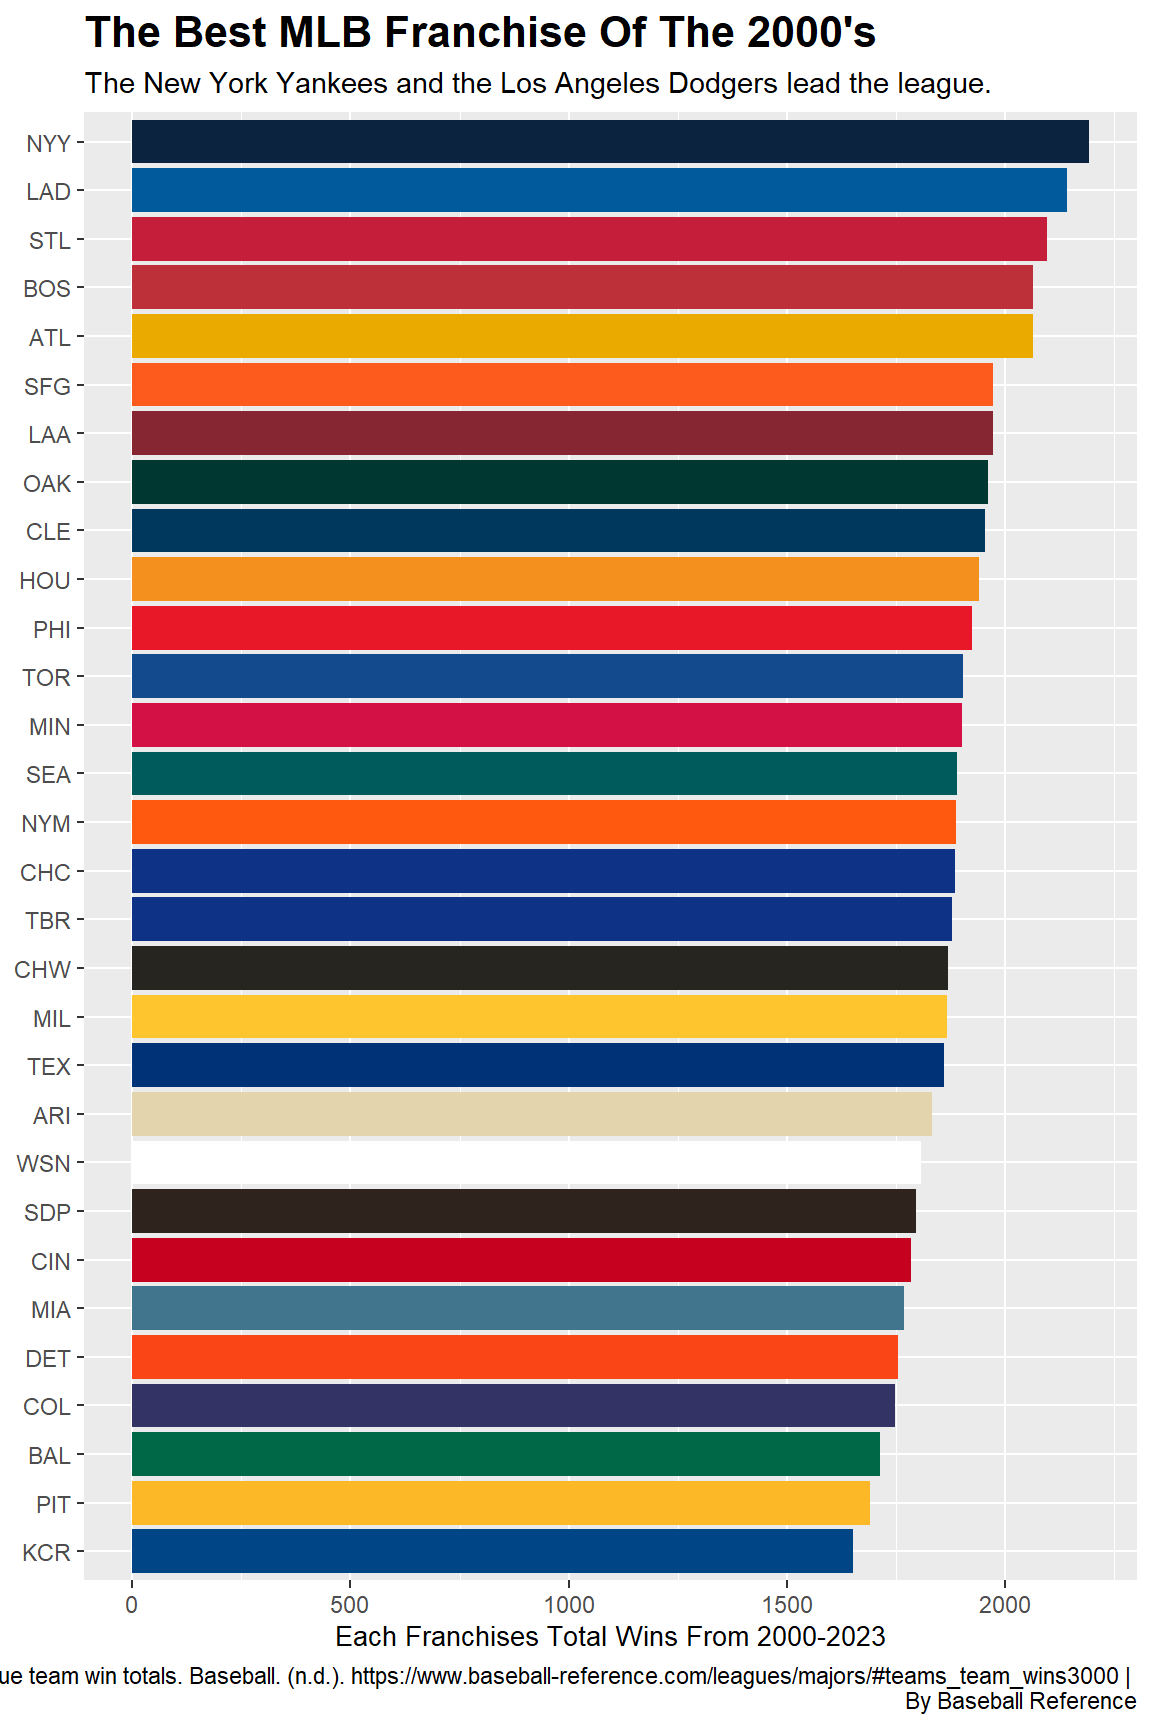 The Best MLB Franchise Of The 2000's
The New York Yankees and the Los Angeles Dodgers lead the league.
NYY
LAD
STL
BOS
ATL
SFG
LAA
OAK
CLE
HOU
PHI
TOR
MIN
SEA
NYM
CHC
TBR
CHW
MIL
TEX
ARI
WSN
SDP
CIN
MIA
DET
COL
BAL
PIT
KCR
0 500 1000 1500 2000
Each Franchises Total Wins From 2000-2023
ue team win totals. Baseball. (n.d.). https://www.baseball-reference.com/leagues/majors/#teams_team_wins3000 |
By Baseball Reference